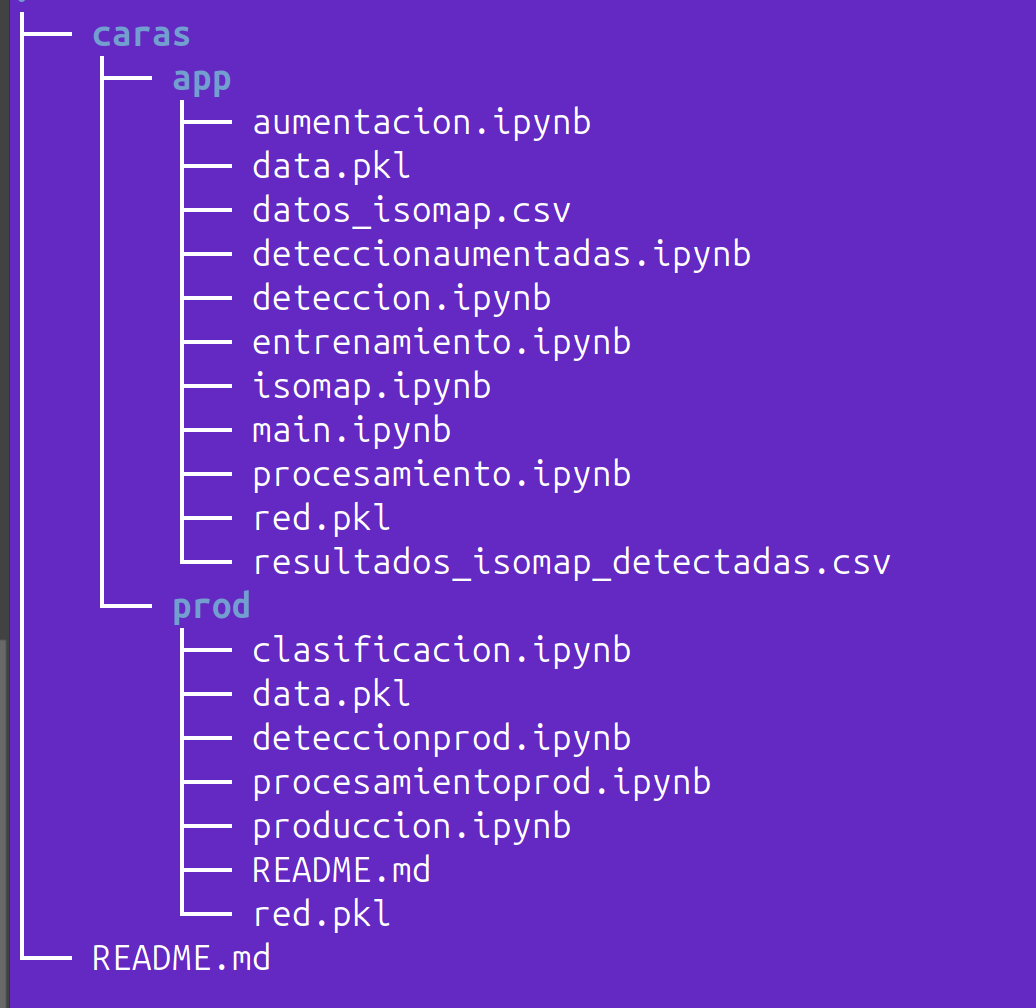 caras
app
aumentacion.ipynb
data.pkl
datos_isomap.csv
deteccionaumentadas.ipynb
deteccion.ipynb
entrenamiento.ipynb
isomap.ipynb
main.ipynb
procesamiento.ipynb
red.pkl
resultados_isomap_detectadas.csv
prod
clasificacion.ipynb
data.pkl
deteccionprod.ipynb
procesamientoprod.ipynb
produccion.ipynb
README.md
red.pkl
README.md